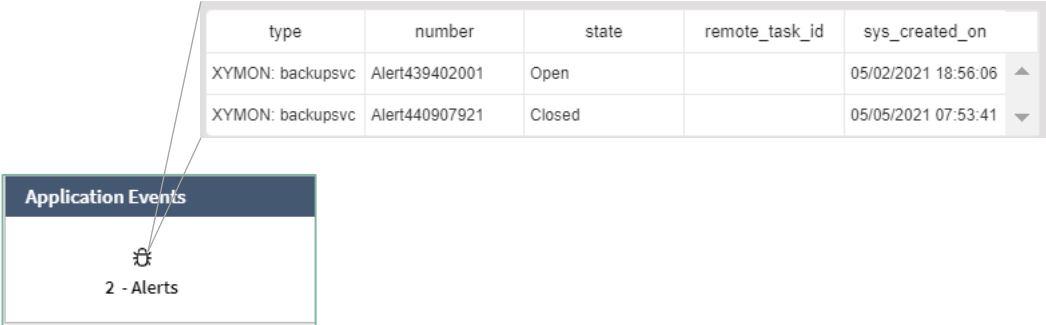 type number state remote_task_id sys_created_on
XYMON: backupsvc Alert439402001 Open 05/02/2021 18:56:06
XYMON: backupsvc Alert440907921 Closed 05/05/2021 07:53:41
Application Events
2 - Alerts